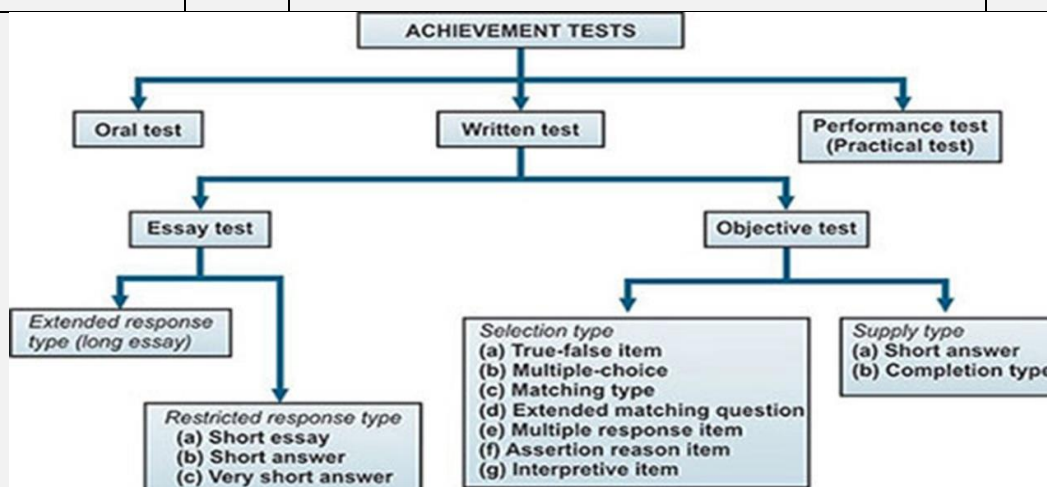 ACHIEVEMENT TESTS
Oral test
Written test
Performance test
(Practical test)
Essay test
Objective test
Extended response
type (long essay)
Restricted response type
(a) Short essay
(b) Short answer
(c) Very short answer
Selection type
(a) True-false item
(b) Multiple-choice
(c) Matching type
(d) Extended matching question
(e) Multiple response item
(f) Assertion reason item
(g) Interpretive item
Supply type
(a) Short answer
(b) Completion type